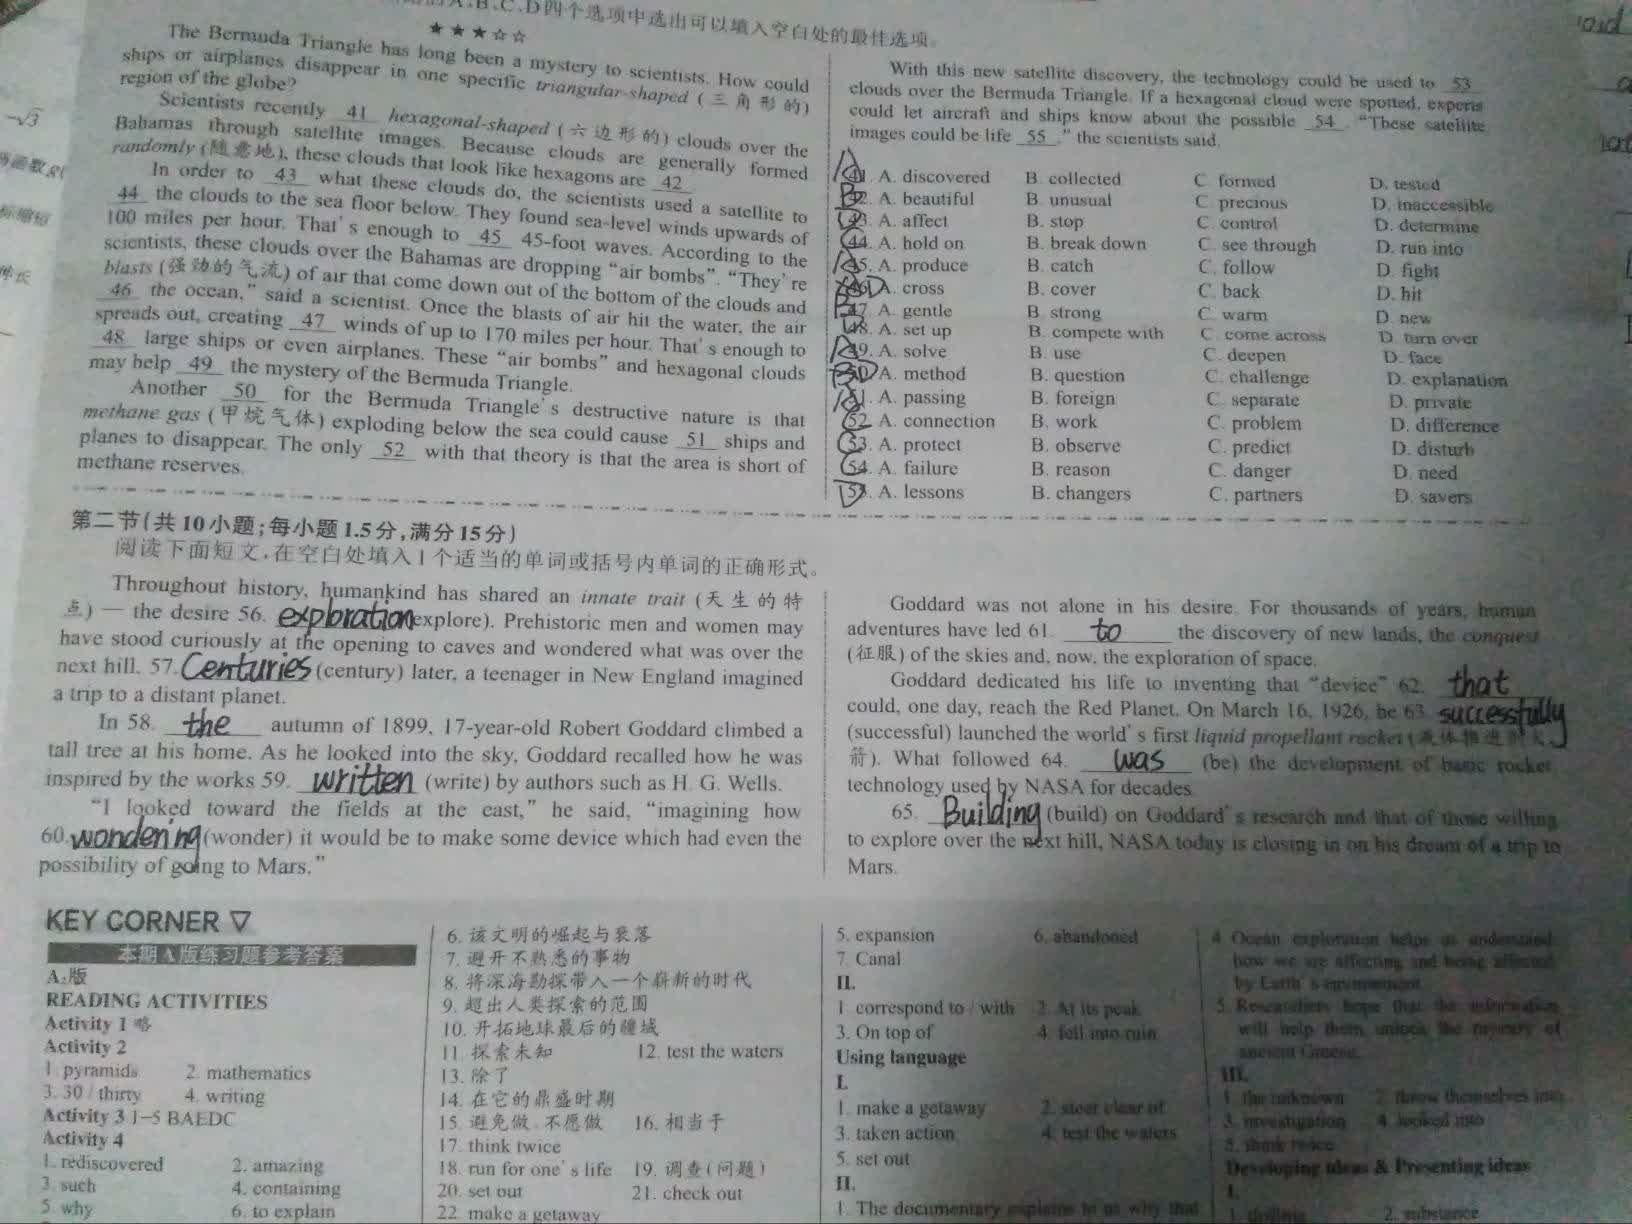 A、B、C、D四个选项中选出可以填入空白处的最佳选项。
★★★☆☆
The Bermuda Triangle has long been a mystery to scientists. How could
ships or airplanes disappear in one specific triangular-shaped (三角形的)
region of the globe?
Scientists recently 41 hexagonal-shaped (六边形的) clouds over the
Bahamas through satellite images. Because clouds are generally formed
randomly (随意地), these clouds that look like hexagons are 42
In order to 43 what these clouds do, the scientists used a satellite to
44 the clouds to the sea floor below. They found sea-level winds upwards of
100 miles per hour. That's enough to 45 45-foot waves. According to the
scientists, these clouds over the Bahamas are dropping "air bombs". "They're
blasts (强劲的气流) of air that come down out of the bottom of the clouds and
46 the ocean," said a scientist. Once the blasts of air hit the water, the air
spreads out, creating 47 winds of up to 170 miles per hour. That's enough to
48 large ships or even airplanes. These "air bombs" and hexagonal clouds
may help 49 the mystery of the Bermuda Triangle.
Another 50 for the Bermuda Triangle's destructive nature is that
methane gas (甲烷气体) exploding below the sea could cause 51 ships and
planes to disappear. The only 52 with that theory is that the area is short of
methane reserves.
With this new satellite discovery, the technology could be used to 53
clouds over the Bermuda Triangle. If a hexagonal cloud were spotted, experts
could let aircraft and ships know about the possible 54 . "These satellite
images could be life 55 ." the scientists said.
A 41. A. discovered B. collected C. formed D. tested
B 42. A. beautiful B. unusual C. precious D. inaccessible
43. A. affect B. stop C. control D. determine
C 44. A. hold on B. break down C. see through D. run into
A 45. A. produce B. catch C. follow D. fight
D 46. A. cross B. cover C. back D. hit
B 47. A. gentle B. strong C. warm D. new
48. A. set up B. compete with C. come across D. turn over
A 49. A. solve B. use C. deepen D. face
D 50. A. method B. question C. challenge D. explanation
A 51. A. passing B. foreign C. separate D. private
C 52. A. connection B. work C. problem D. difference
C 53. A. protect B. observe C. predict D. disturb
C 54. A. failure B. reason C. danger D. need
D 55. A. lessons B. changers C. partners D. savers
第二节(共10小题;每小题1.5分,满分15分)
阅读下面短文,在空白处填入1个适当的单词或括号内单词的正确形式。
Throughout history, humankind has shared an innate trait (天生的特
点) — the desire 56. exploration (explore). Prehistoric men and women may
have stood curiously at the opening to caves and wondered what was over the
next hill. 57. Centuries (century) later, a teenager in New England imagined
a trip to a distant planet.
In 58. the autumn of 1899, 17-year-old Robert Goddard climbed a
tall tree at his home. As he looked into the sky, Goddard recalled how he was
inspired by the works 59. written (write) by authors such as H. G. Wells.
"I looked toward the fields at the east," he said, "imagining how
60. wondering (wonder) it would be to make some device which had even the
possibility of going to Mars."
Goddard was not alone in his desire. For thousands of years, human
adventures have led 61. to the discovery of new lands, the conquest
(征服) of the skies and, now, the exploration of space.
Goddard dedicated his life to inventing that "device" 62. that
could, one day, reach the Red Planet. On March 16, 1926, he 63. successfully
(successful) launched the world's first liquid propellant rocket (液体推进剂火
箭). What followed 64. was (be) the development of basic rocket
technology used by NASA for decades.
65. Building (build) on Goddard's research and that of those willing
to explore over the next hill, NASA today is closing in on his dream of a trip to
Mars.
KEY CORNER ▽
本期A版练习题参考答案
A2版
READING ACTIVITIES
Activity 1 略
Activity 2
1. pyramids 2. mathematics
3. 30 / thirty 4. writing
Activity 3 1–5 BAEDC
Activity 4
1. rediscovered 2. amazing
3. such 4. containing
5. why 6. to explain
6. 该文明的崛起与衰落
7. 避开不熟悉的事物
8. 将深海勘探带入一个崭新的时代
9. 超出人类探索的范围
10. 开拓地球最后的疆域
11. 探索未知 12. test the waters
13. 除了
14. 在它的鼎盛时期
15. 避免做、不愿做 16. 相当于
17. think twice
18. run for one's life 19. 调查(问题)
20. set out 21. check out
22. make a getaway
5. expansion 6. abandoned
7. Canal
II.
1. correspond to / with 2. At its peak
3. On top of 4. fell into ruin
Using language
I.
1. make a getaway 2. steer clear of
3. taken action 4. test the waters
5. set out
II.
1. The documentary explains to us why that
4. Ocean exploration helps us understand
how we are affecting and being affected
by Earth's environment.
5. Researchers hope that the information
will help them unlock the mystery of
ancient Greece.
III.
1. the unknown 2. throw themselves into
3. investigation 4. looked into
5. think twice
Developing ideas & Presenting ideas
I.
1. thrilling 2. substance